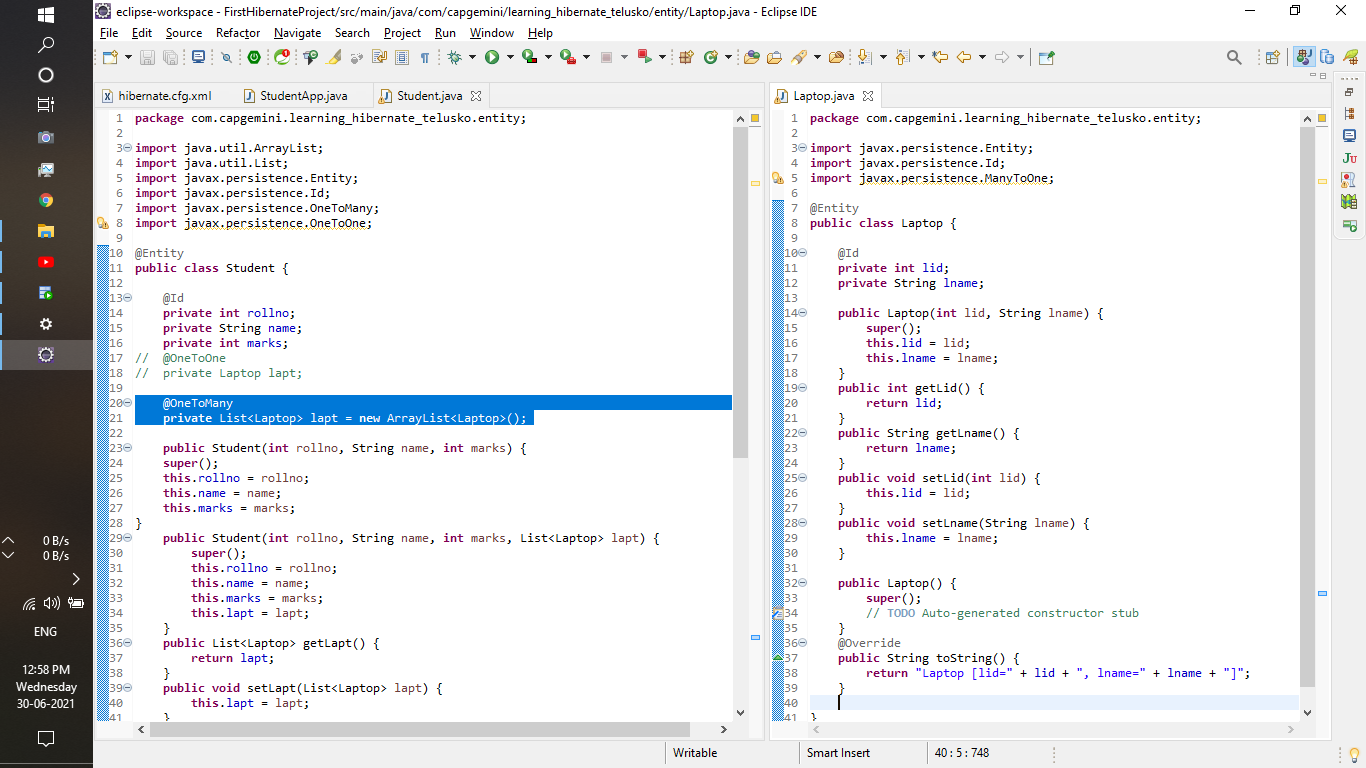 eclipse-workspace - FirstHibernateProject/src/main/java/com/capgemini/learning_hibernate_telusko/entity/Laptop.java - Eclipse IDE
File Edit Source Refactor Navigate Search Project Run Window Help
hibernate.cfg.xml StudentApp.java Student.java
1 package com.capgemini.learning_hibernate_telusko.entity;
2
3 import java.util.ArrayList;
4 import java.util.List;
5 import javax.persistence.Entity;
6 import javax.persistence.Id;
7 import javax.persistence.OneToMany;
8 import javax.persistence.OneToOne;
9
10 @Entity
11 public class Student {
12
13 @Id
14 private int rollno;
15 private String name;
16 private int marks;
17 // @OneToOne
18 // private Laptop lapt;
19
20 @OneToMany
21 private List<Laptop> lapt = new ArrayList<Laptop>();
22
23 public Student(int rollno, String name, int marks) {
24 super();
25 this.rollno = rollno;
26 this.name = name;
27 this.marks = marks;
28 }
29 public Student(int rollno, String name, int marks, List<Laptop> lapt) {
30 super();
31 this.rollno = rollno;
32 this.name = name;
33 this.marks = marks;
34 this.lapt = lapt;
35 }
36 public List<Laptop> getLapt() {
37 return lapt;
38 }
39 public void setLapt(List<Laptop> lapt) {
40 this.lapt = lapt;
41 }
Laptop.java
1 package com.capgemini.learning_hibernate_telusko.entity;
2
3 import javax.persistence.Entity;
4 import javax.persistence.Id;
5 import javax.persistence.ManyToOne;
6
7 @Entity
8 public class Laptop {
9
10 @Id
11 private int lid;
12 private String lname;
13
14 public Laptop(int lid, String lname) {
15 super();
16 this.lid = lid;
17 this.lname = lname;
18 }
19 public int getLid() {
20 return lid;
21 }
22 public String getLname() {
23 return lname;
24 }
25 public void setLid(int lid) {
26 this.lid = lid;
27 }
28 public void setLname(String lname) {
29 this.lname = lname;
30 }
31
32 public Laptop() {
33 super();
34 // TODO Auto-generated constructor stub
35 }
36 @Override
37 public String toString() {
38 return "Laptop [lid=" + lid + ", lname=" + lname + "]";
39 }
40
41 }
Writable Smart Insert 40 : 5 : 748
0 B/s
0 B/s
ENG
12:58 PM
Wednesday
30-06-2021